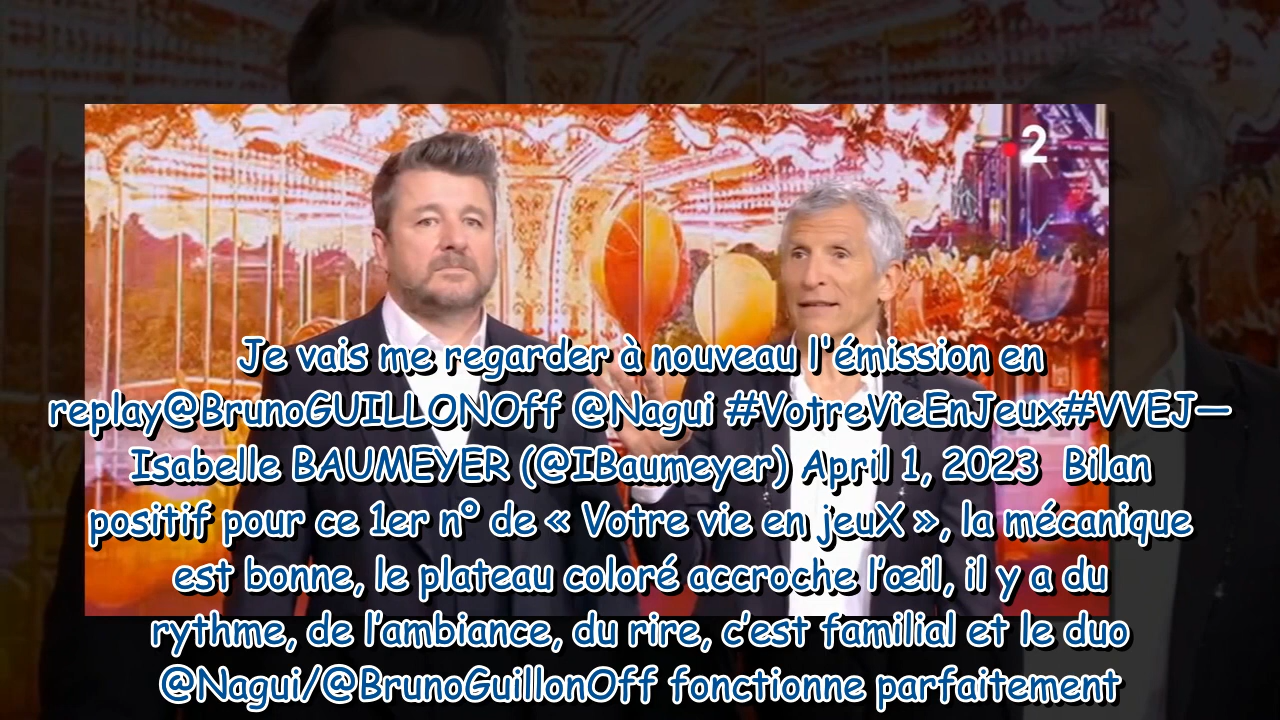 2
Je vais me regarder à nouveau l'émission en
replay@BrunoGUILLONOff @Nagui #VotreVieEnJeux#VVEJ—
Isabelle BAUMEYER (@IBaumeyer) April 1, 2023  Bilan
positif pour ce 1er nº de « Votre vie en jeuX », la mécanique
est bonne, le plateau coloré accroche l’œil, il y a du
rythme, de l’ambiance, du rire, c’est familial et le duo
@Nagui/@BrunoGuillonOff fonctionne parfaitement